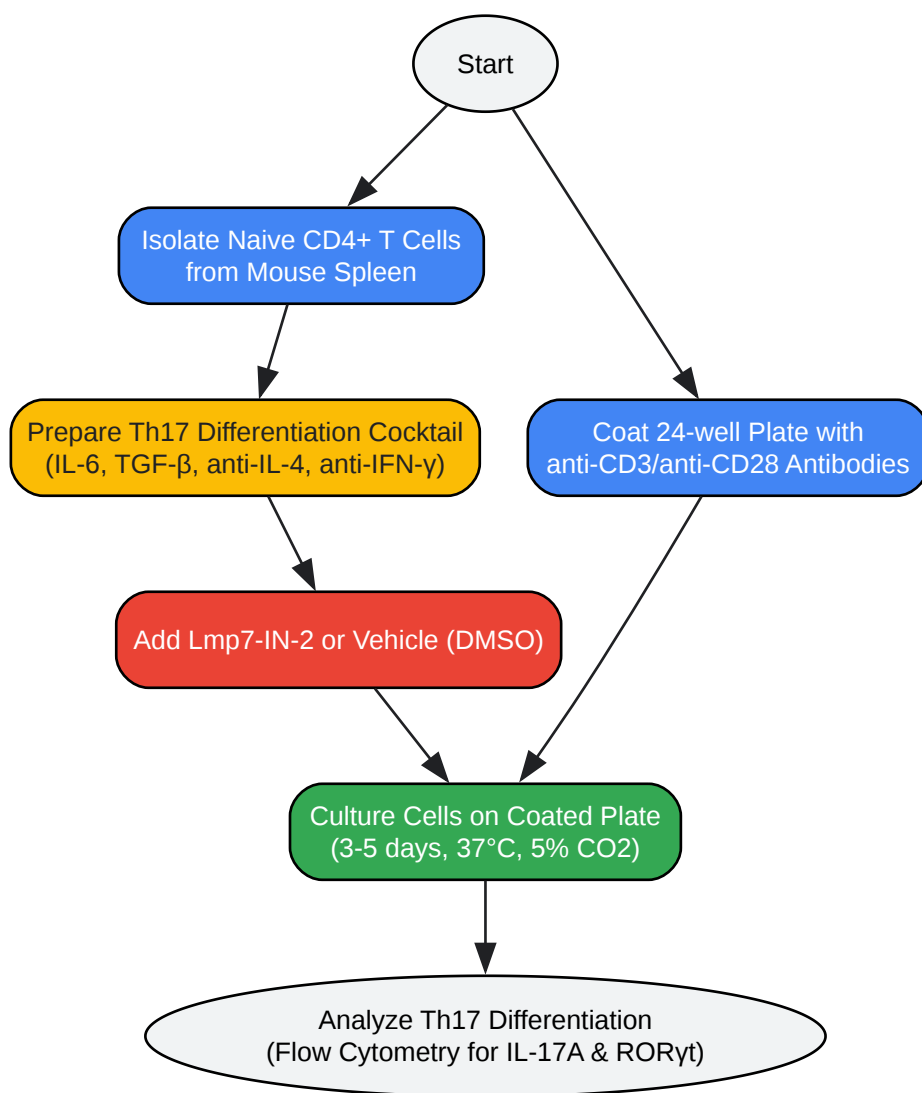 Start
Isolate Naive CD4+ T Cells
from Mouse Spleen
Prepare Th17 Differentiation Cocktail
(IL-6, TGF-β, anti-IL-4, anti-IFN-γ)
Coat 24-well Plate with
anti-CD3/anti-CD28 Antibodies
Add Lmp7-IN-2 or Vehicle (DMSO)
Culture Cells on Coated Plate
(3-5 days, 37°C, 5% CO2)
Analyze Th17 Differentiation
(Flow Cytometry for IL-17A & RORγt)